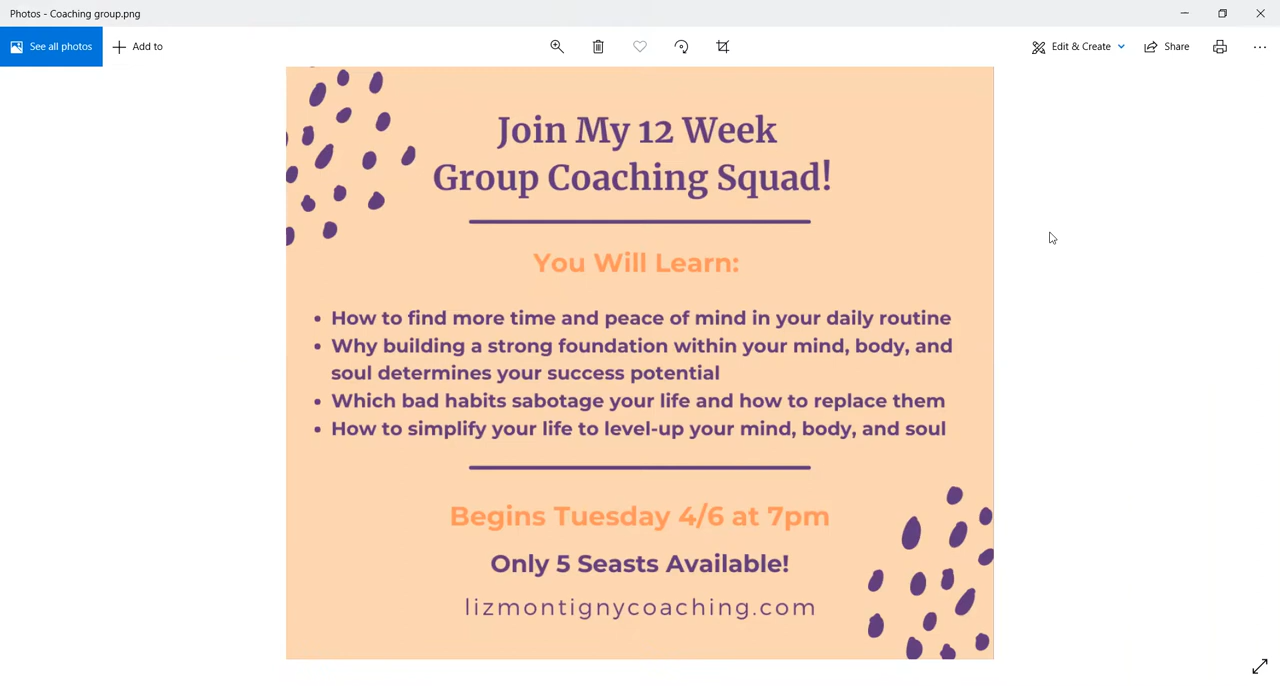 Photos - Coaching group.png
See all photos
Add to
Edit & Create
Share
Join My 12 Week
Group Coaching Squad!
You Will Learn:
• How to find more time and peace of mind in your daily routine
• Why building a strong foundation within your mind, body, and
soul determines your success potential
• Which bad habits sabotage your life and how to replace them
• How to simplify your life to level-up your mind, body, and soul
Begins Tuesday 4/6 at 7pm
Only 5 Seasts Available!
lizmontignycoaching.com